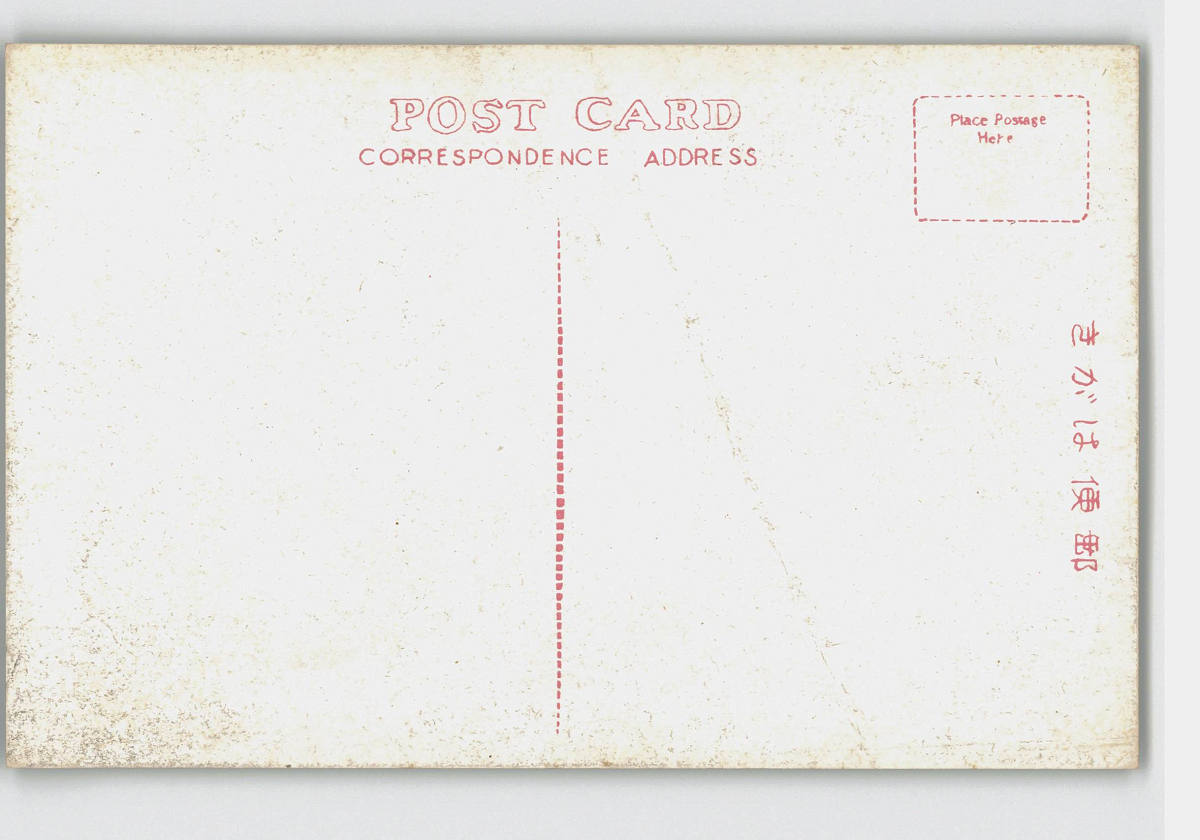 POST CARD
CORRESPONDENCE ADDRESS
Place Postage
Here
きがは便郵